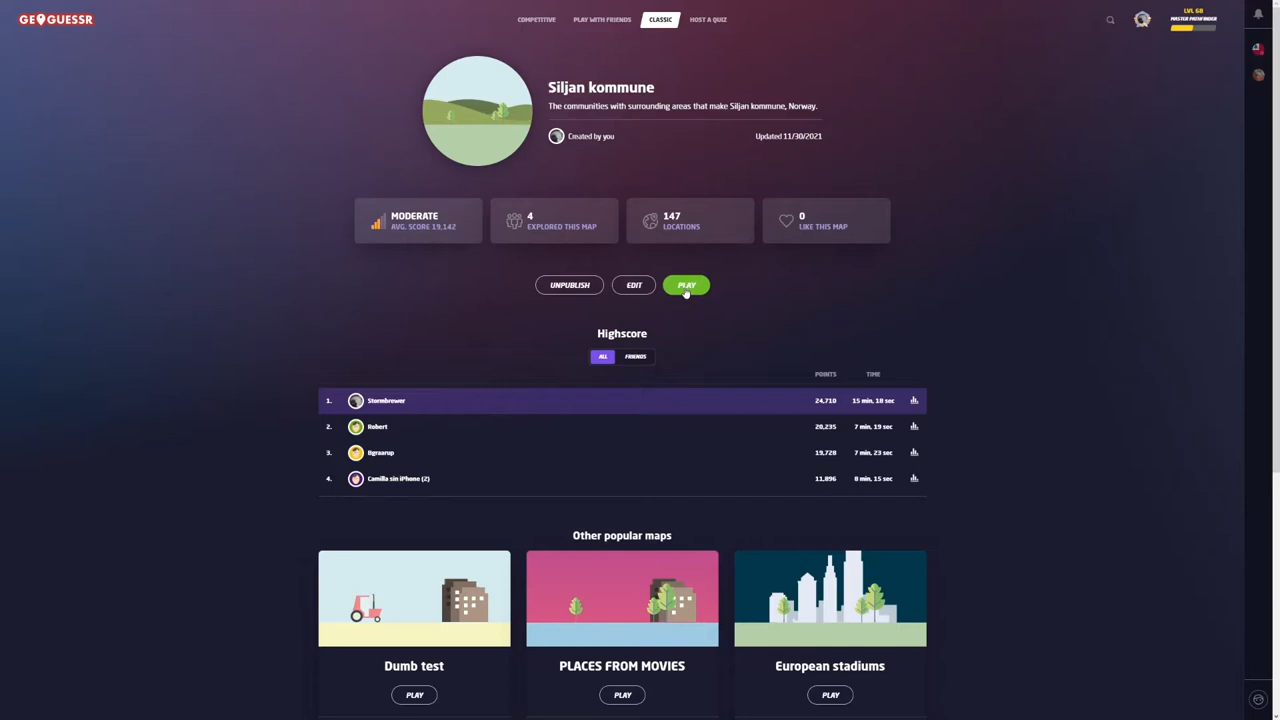 GEOGUESSR
COMPETITIVE
PLAY WITH FRIENDS
CLASSIC
HOST A QUIZ
LVL 68
MASTER PATHFINDER
Siljan kommune
The communities with surrounding areas that make Siljan kommune, Norway.
Created by you
Updated 11/30/2021
MODERATE
AVG. SCORE 19,142
4
EXPLORED THIS MAP
147
LOCATIONS
0
LIKE THIS MAP
UNPUBLISH
EDIT
PLAY
Highscore
ALL
FRIENDS
POINTS
TIME
1. Stormbrewer 24,710 15 min, 18 sec
2. Robert 20,235 7 min, 19 sec
3. Bgraarup 19,728 7 min, 23 sec
4. Camilla sin iPhone (2) 11,896 8 min, 15 sec
Other popular maps
Dumb test
PLACES FROM MOVIES
European stadiums
PLAY
PLAY
PLAY